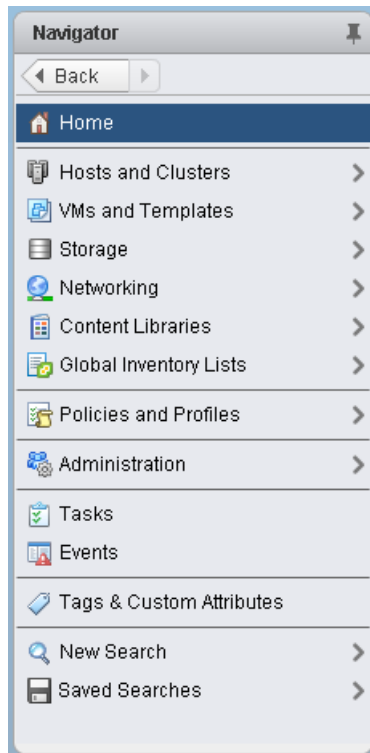 Navigator
Back
Home
Hosts and Clusters
VMs and Templates
Storage
Networking
Content Libraries
Global Inventory Lists
Policies and Profiles
Administration
Tasks
Events
Tags & Custom Attributes
New Search
Saved Searches